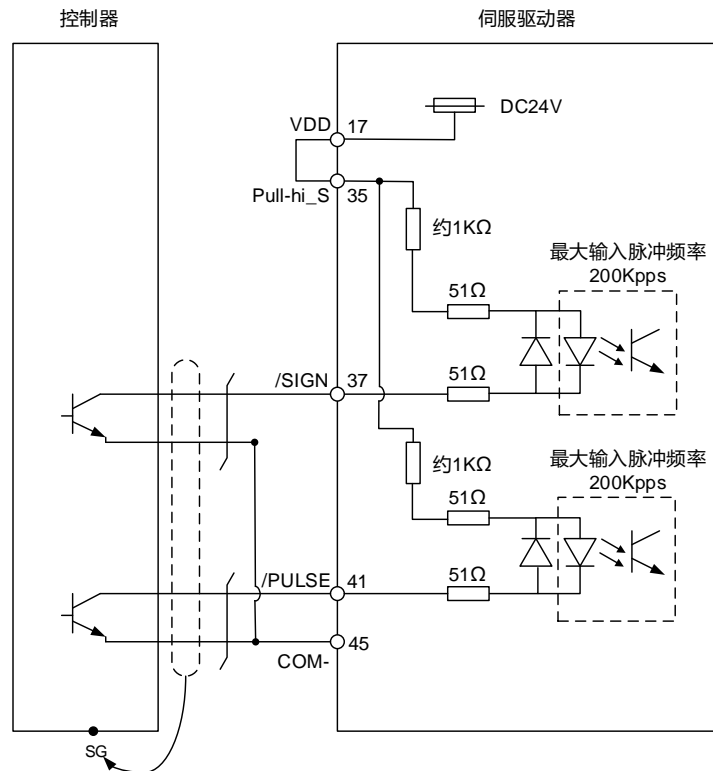 控制器
伺服驱动器
DC24V
VDD
17
Pull-hi_S
35
约1KΩ
最大输入脉冲频率
200Kpps
51Ω
/SIGN
37
51Ω
约1KΩ
最大输入脉冲频率
200Kpps
51Ω
/PULSE
41
51Ω
45
COM-
SG